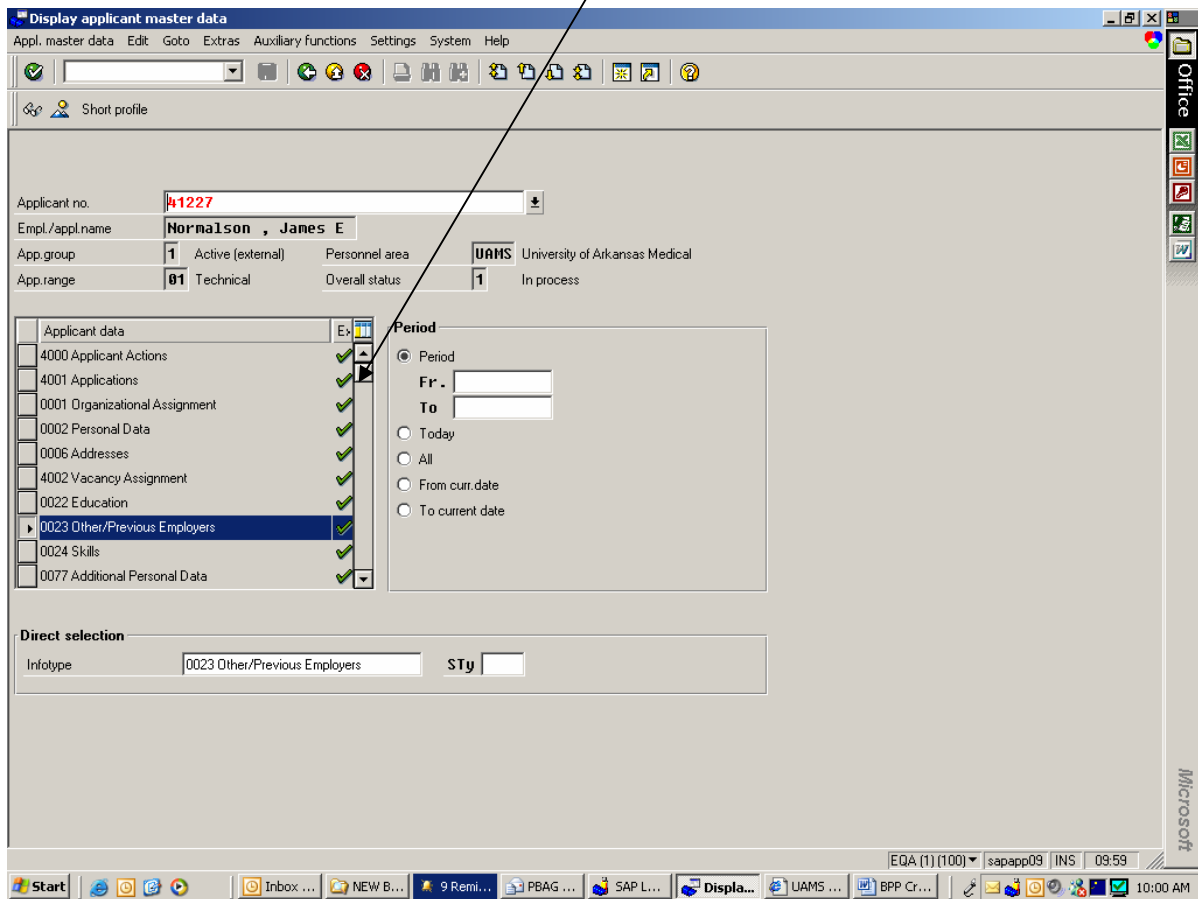 Display applicant master data
Appl. master data Edit Goto Extras Auxiliary functions Settings System Help
Short profile
Applicant no. 41227
Empl./appl.name Normalson , James E
App.group 1 Active (external) Personnel area UAMS University of Arkansas Medical
App.range 01 Technical Overall status 1 In process
Applicant data Ex
Period
4000 Applicant Actions
Period
4001 Applications
Fr.
0001 Organizational Assignment
To
0002 Personal Data
Today
0006 Addresses
All
4002 Vacancy Assignment
From curr.date
0022 Education
To current date
0023 Other/Previous Employers
0024 Skills
0077 Additional Personal Data
Direct selection
Infotype 0023 Other/Previous Employers STy
EQA (1) (100) sapapp09 INS 09:59
Start Inbox ... NEW B... 9 Remi... PBAG ... SAP L... Displa... UAMS ... BPP Cr... 10:00 AM
Office
Microsoft